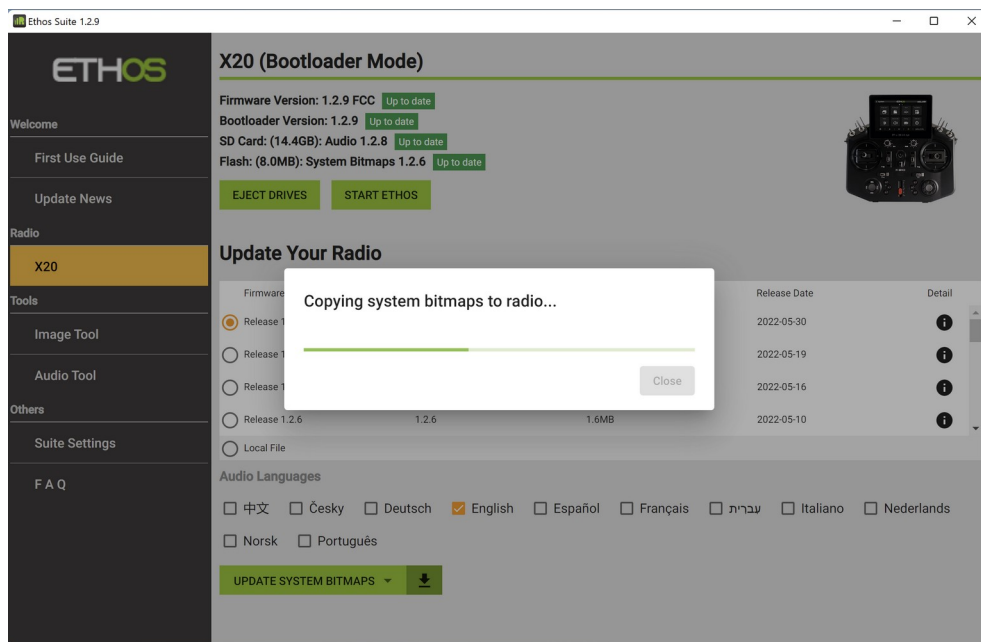 Ethos Suite 1.2.9
ETHOS
Welcome
First Use Guide
Update News
Radio
X20
Tools
Image Tool
Audio Tool
Others
Suite Settings
F A Q
X20 (Bootloader Mode)
Firmware Version: 1.2.9 FCC Up to date
Bootloader Version: 1.2.9 Up to date
SD Card: (14.4GB): Audio 1.2.8 Up to date
Flash: (8.0MB): System Bitmaps 1.2.6 Up to date
EJECT DRIVES START ETHOS
Update Your Radio
Firmware Release Date Detail
Release 1 2022-05-30
Release 1 2022-05-19
Release 1 2022-05-16
Release 1.2.6 1.2.6 1.6MB 2022-05-10
Local File
Copying system bitmaps to radio...
Close
Audio Languages
中文 Česky Deutsch English Español Français עברית Italiano Nederlands
Norsk Português
UPDATE SYSTEM BITMAPS